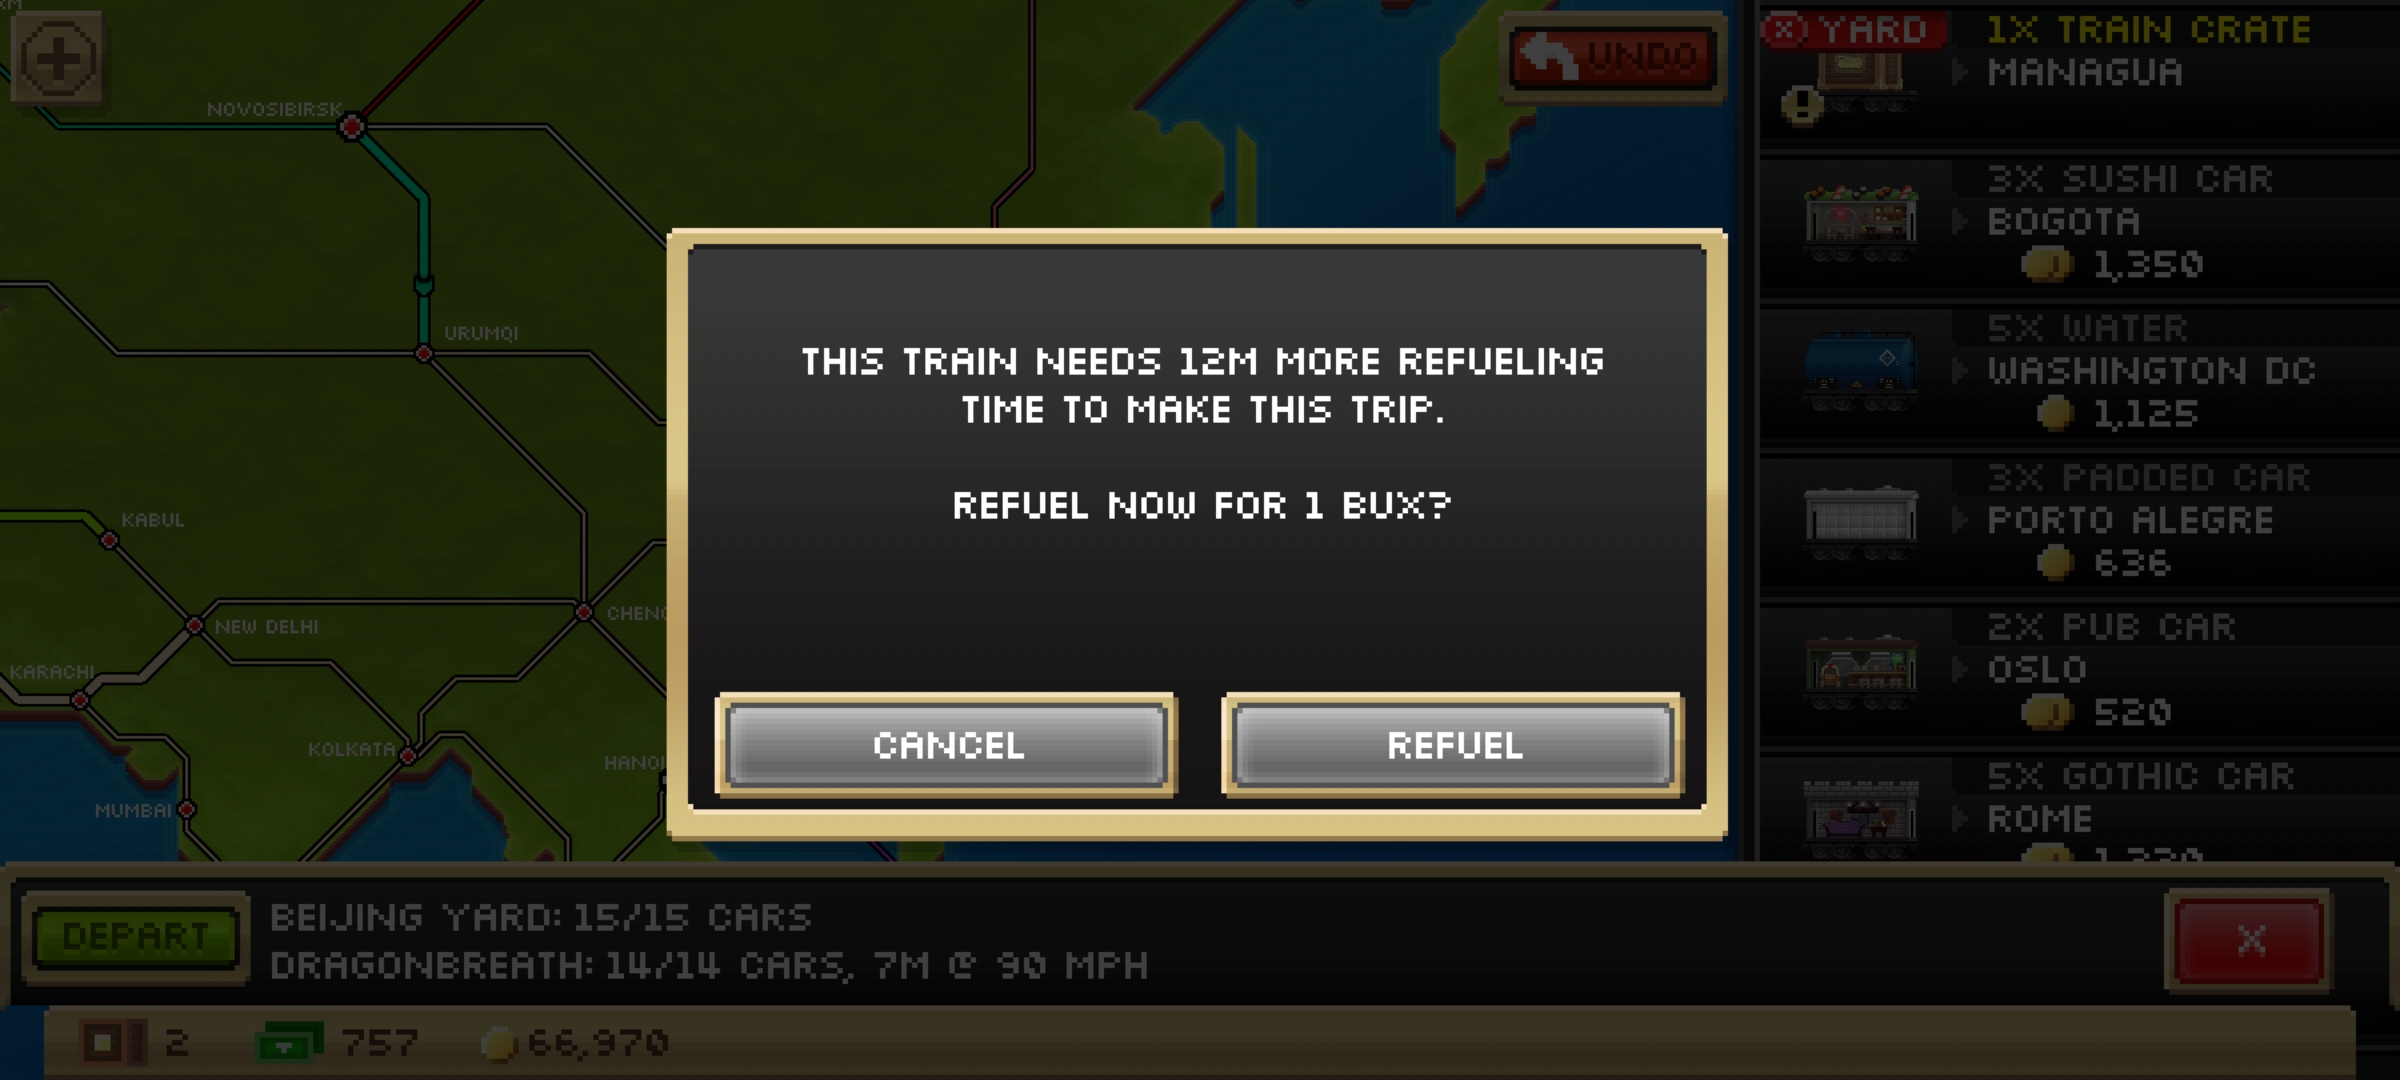 NOVOSIBIRSK
URUMQI
KABUL
NEW DELHI
KARACHI
KOLKATA
MUMBAI
UNDO
YARD
1X TRAIN CRATE
MANAGUA
3X SUSHI CAR
BOGOTA
1,350
5X WATER
WASHINGTON DC
1,125
3X PADDED CAR
PORTO ALEGRE
636
2X PUB CAR
OSLO
520
5X GOTHIC CAR
ROME
THIS TRAIN NEEDS 12M MORE REFUELING
TIME TO MAKE THIS TRIP.
REFUEL NOW FOR 1 BUX?
CANCEL
REFUEL
DEPART
BEIJING YARD: 15/15 CARS
DRAGONBREATH: 14/14 CARS, 7M @ 90 MPH
X
2
757
66,970